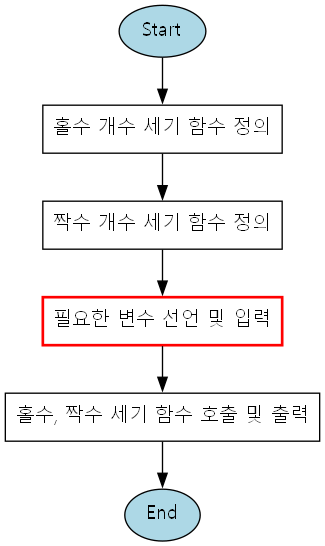 Start
홀수 개수 세기 함수 정의
짝수 개수 세기 함수 정의
필요한 변수 선언 및 입력
홀수, 짝수 세기 함수 호출 및 출력
End